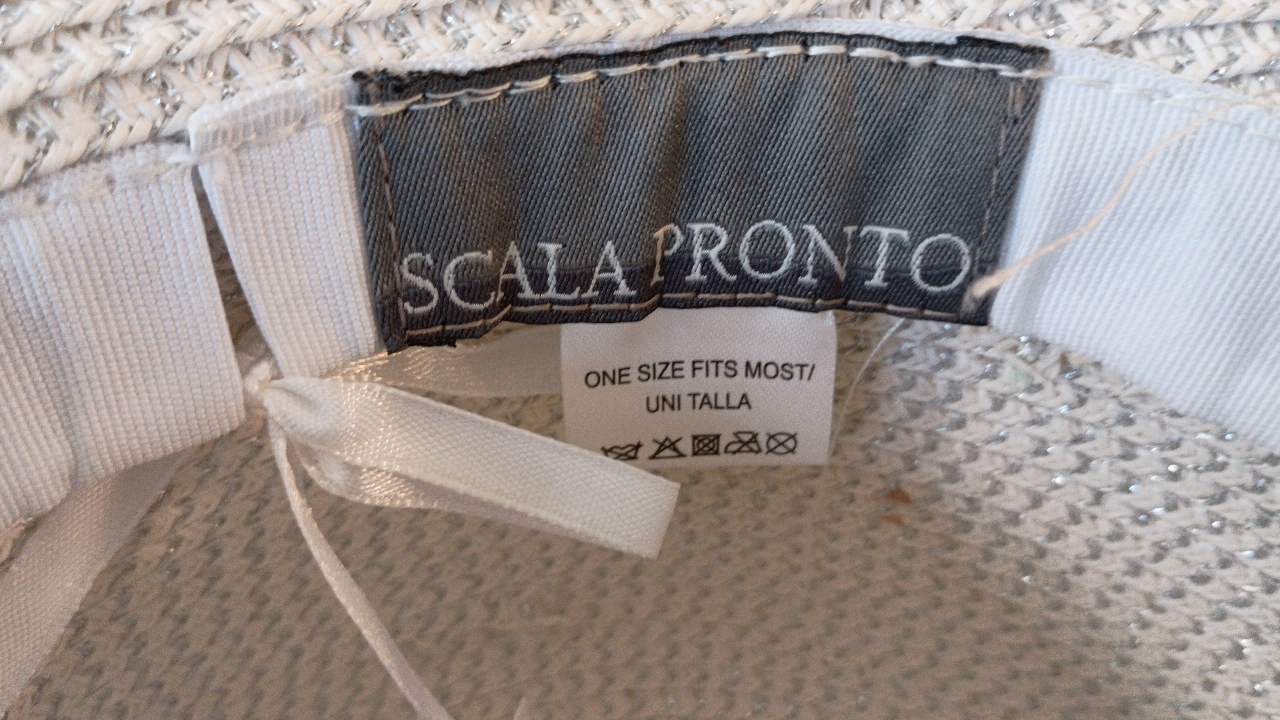 SCALA PRONTO
ONE SIZE FITS MOST/
UNI TALLA